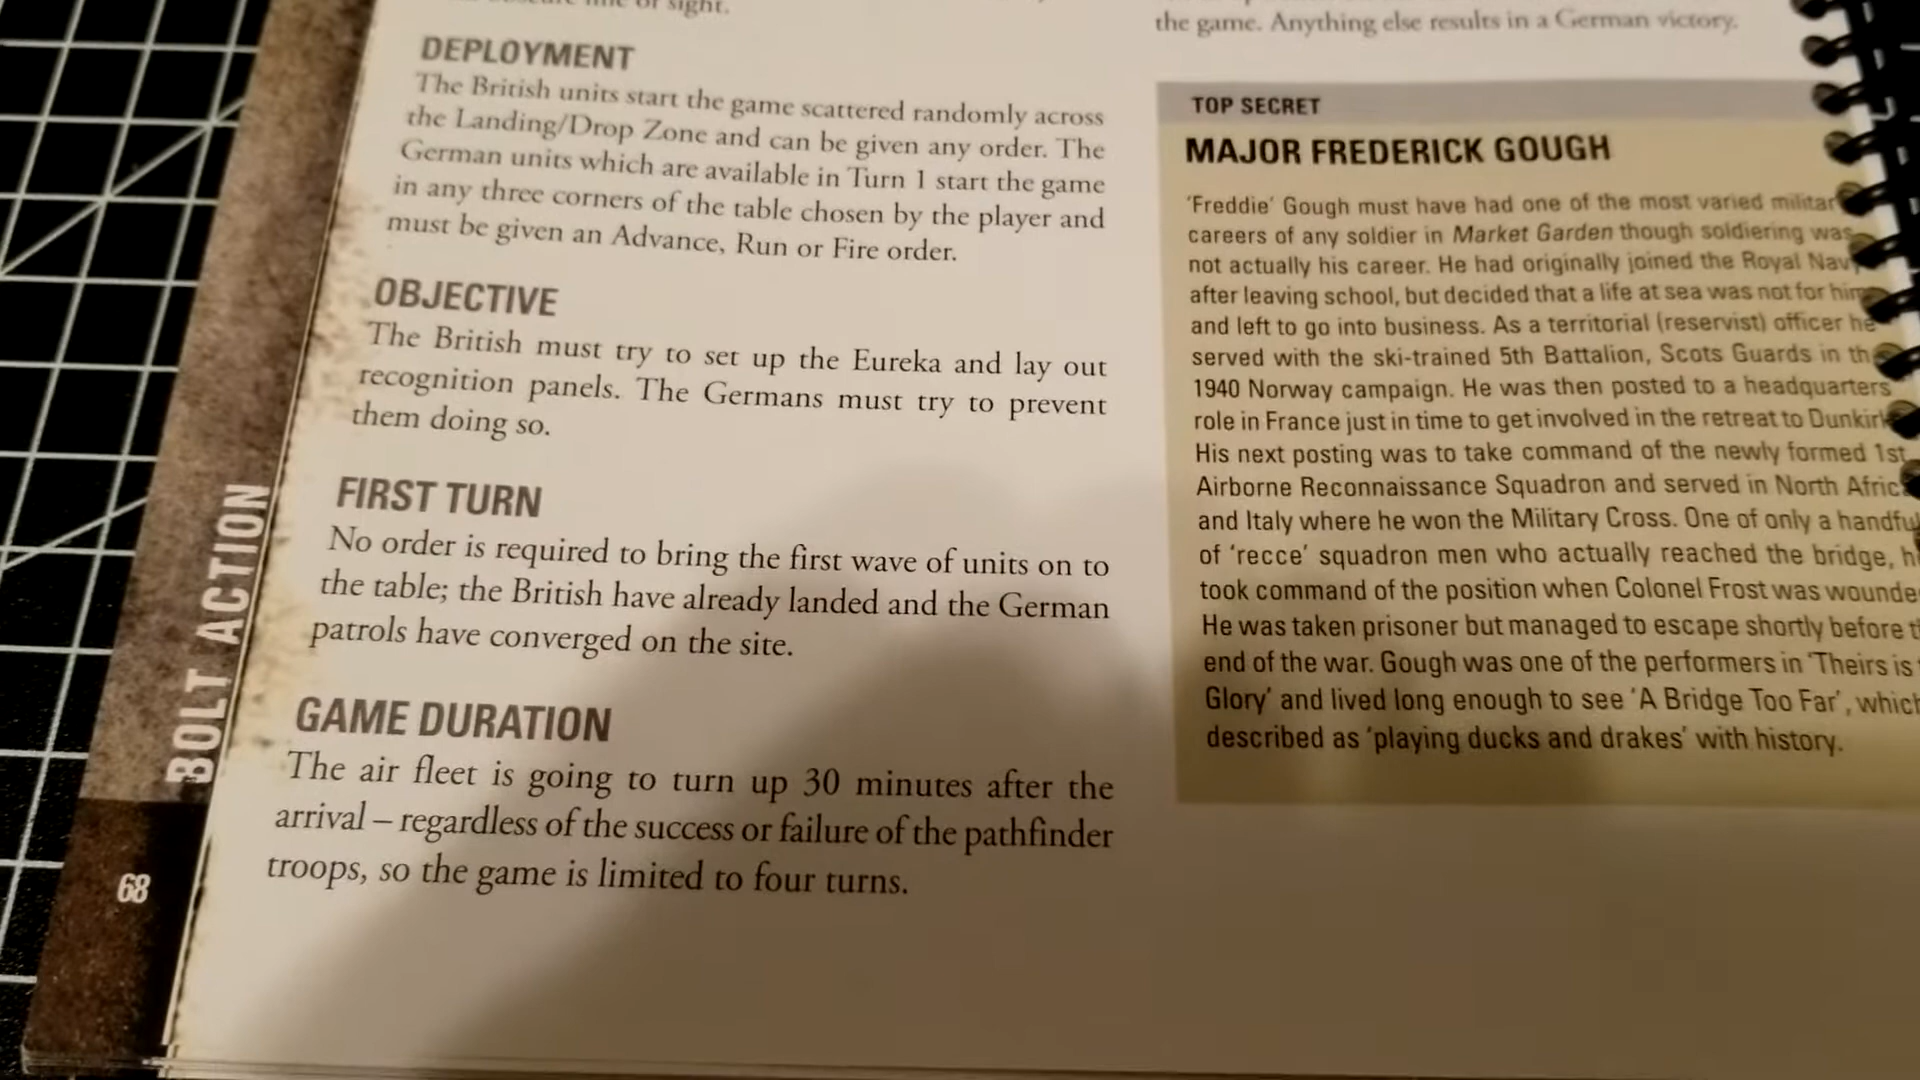 of sight.
DEPLOYMENT
The British units start the game scattered randomly across
the Landing/Drop Zone and can be given any order. The
German units which are available in Turn 1 start the game
in any three corners of the table chosen by the player and
must be given an Advance, Run or Fire order.
OBJECTIVE
The British must try to set up the Eureka and lay out
recognition panels. The Germans must try to prevent
them doing so.
FIRST TURN
No order is required to bring the first wave of units on to
the table; the British have already landed and the German
patrols have converged on the site.
GAME DURATION
The air fleet is going to turn up 30 minutes after the
arrival – regardless of the success or failure of the pathfinder
troops, so the game is limited to four turns.
BOLT ACTION
68
the game. Anything else results in a German victory.
TOP SECRET
MAJOR FREDERICK GOUGH
'Freddie' Gough must have had one of the most varied militar
careers of any soldier in Market Garden though soldiering was
not actually his career. He had originally joined the Royal Navy
after leaving school, but decided that a life at sea was not for him
and left to go into business. As a territorial (reservist) officer he
served with the ski-trained 5th Battalion, Scots Guards in th
1940 Norway campaign. He was then posted to a headquarters
role in France just in time to get involved in the retreat to Dunkirk
His next posting was to take command of the newly formed 1st
Airborne Reconnaissance Squadron and served in North Afric
and Italy where he won the Military Cross. One of only a handfu
of 'recce' squadron men who actually reached the bridge, h
took command of the position when Colonel Frost was wounde
He was taken prisoner but managed to escape shortly before t
end of the war. Gough was one of the performers in 'Theirs is
Glory' and lived long enough to see 'A Bridge Too Far', which
described as 'playing ducks and drakes' with history.